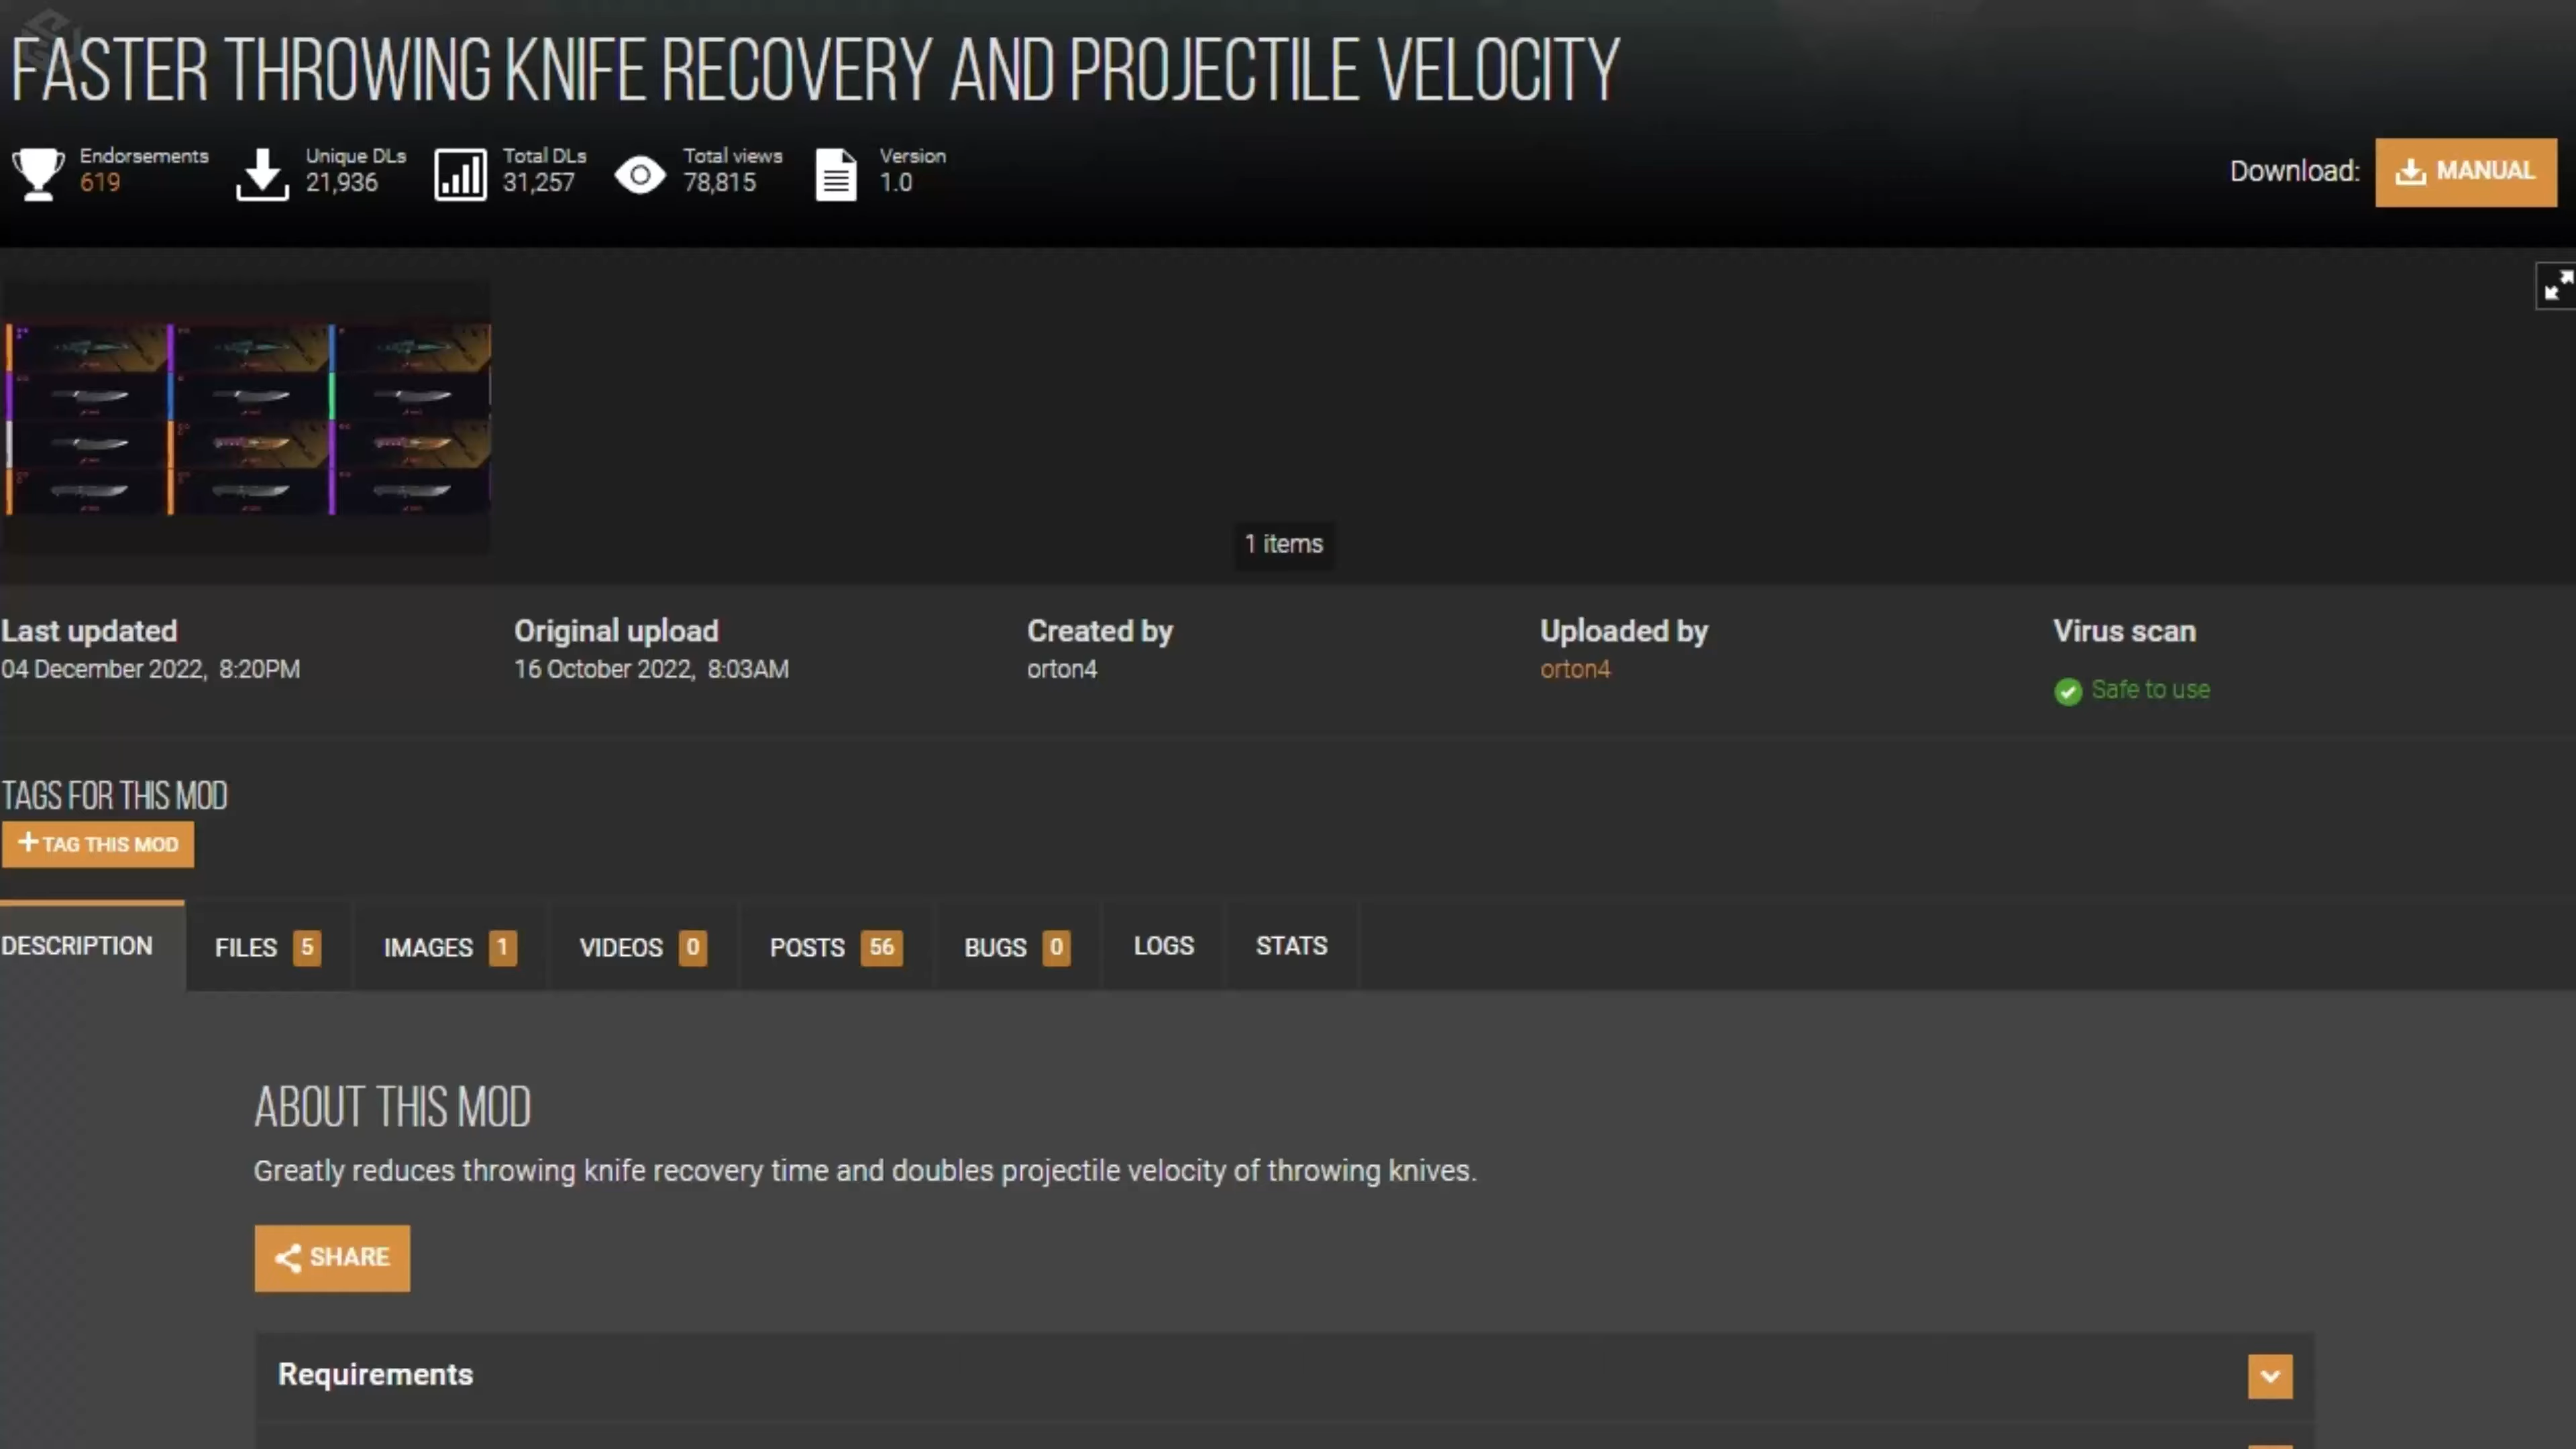 FASTER THROWING KNIFE RECOVERY AND PROJECTILE VELOCITY
Endorsements
619
Unique DLs
21,936
Total DLs
31,257
Total views
78,815
Version
1.0
Download:
MANUAL
1 items
Last updated
04 December 2022, 8:20PM
Original upload
16 October 2022, 8:03AM
Created by
orton4
Uploaded by
orton4
Virus scan
Safe to use
TAGS FOR THIS MOD
+ TAG THIS MOD
DESCRIPTION
FILES 5
IMAGES 1
VIDEOS 0
POSTS 56
BUGS 0
LOGS
STATS
ABOUT THIS MOD
Greatly reduces throwing knife recovery time and doubles projectile velocity of throwing knives.
SHARE
Requirements